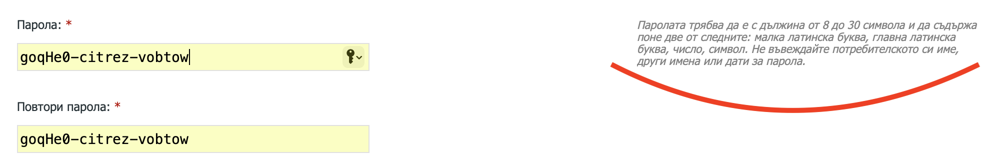 Парола: *
Паролата трябва да е с дължина от 8 до 30 символа и да съдържа
поне две от следните: малка латинска буква, главна латинска
буква, число, символ. Не въвеждайте потребителското си име,
други имена или дати за парола.
goqHe0-citrez-vobtow
Повтори парола: *
goqHe0-citrez-vobtow